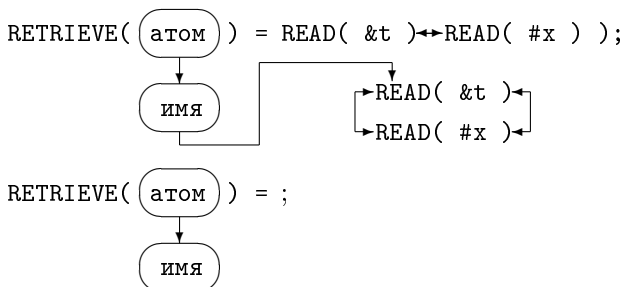 RETRIEVE( атом ) = READ( &t )READ( #x ) );
READ( &t )
имя
READ( #x )
RETRIEVE( атом ) = ;
имя